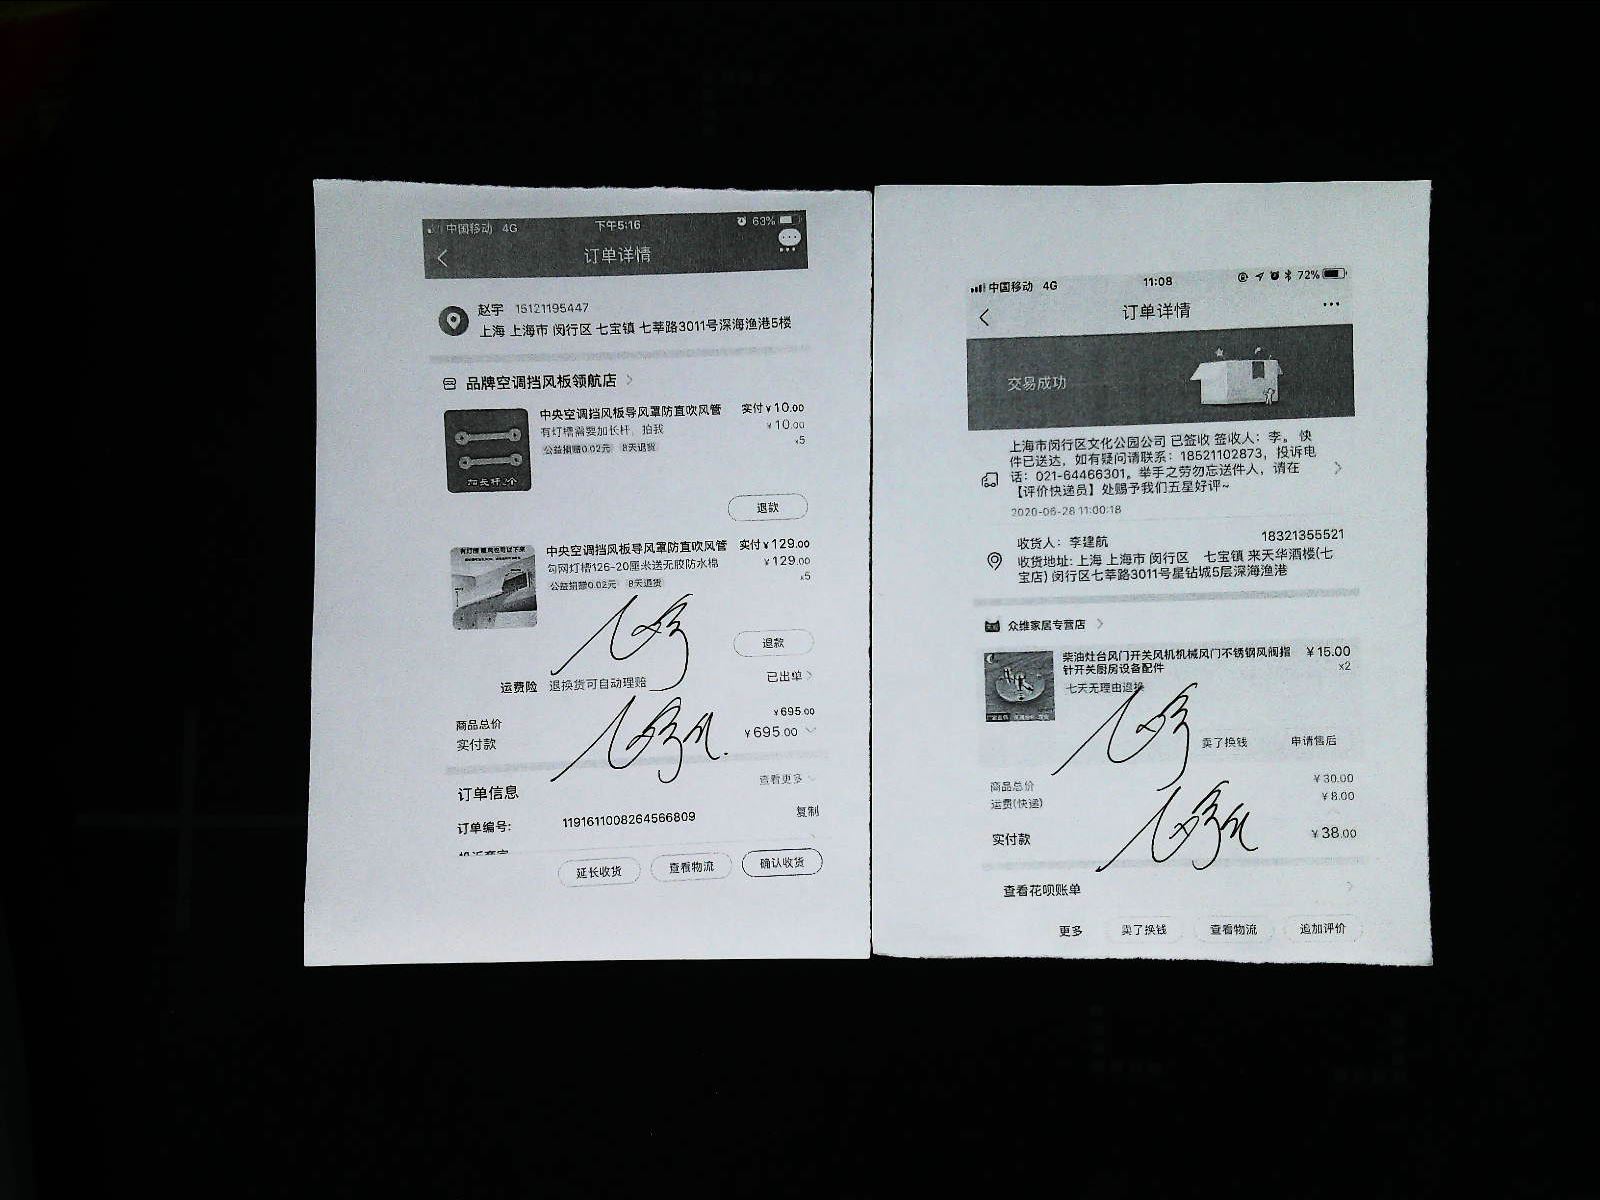 中国移动 4G 下午5:16 63%
订单详情
赵宇 15121195447
上海 上海市 闵行区 七宝镇 七莘路3011号深海渔港5楼
品牌空调挡风板领航店
中央空调挡风板导风罩防直吹风管 实付￥10.00
有灯槽需要加长杆，拍我 ￥10.00
公益捐赠0.02元 8天退货 x5
加长杆2个
退款
有灯槽 暖风也可以下来
中央空调挡风板导风罩防直吹风管 实付￥129.00
勾网灯槽126-20厘米送无胶防水棉 ￥129.00
公益捐赠0.02元 8天退货 x5
退款
运费险 退换货可自动理赔 已出单
商品总价 ￥695.00
实付款 ￥695.00
查看更多
订单信息
订单编号: 1191611008264566809 复制
延长收货 查看物流 确认收货
中国移动 4G 11:08 72%
订单详情
交易成功
上海市闵行区文化公园公司 已签收 签收人：李。快
件已送达，如有疑问请联系：18521102873，投诉电
话：021-64466301。举手之劳勿忘送件人，请在
【评价快递员】处赐予我们五星好评~
2020-06-28 11:00:18
收货人：李建航 18321355521
收货地址: 上海 上海市 闵行区 七宝镇 来天华酒楼(七
宝店) 闵行区七莘路3011号星钻城5层深海渔港
众维家居专营店
柴油灶台风门开关风机机械风门不锈钢风阀指 ￥15.00
针开关厨房设备配件 x2
七天无理由退换
卖了换钱 申请售后
商品总价 ￥30.00
运费(快递) ￥8.00
实付款 ￥38.00
查看花呗账单
更多 卖了换钱 查看物流 追加评价